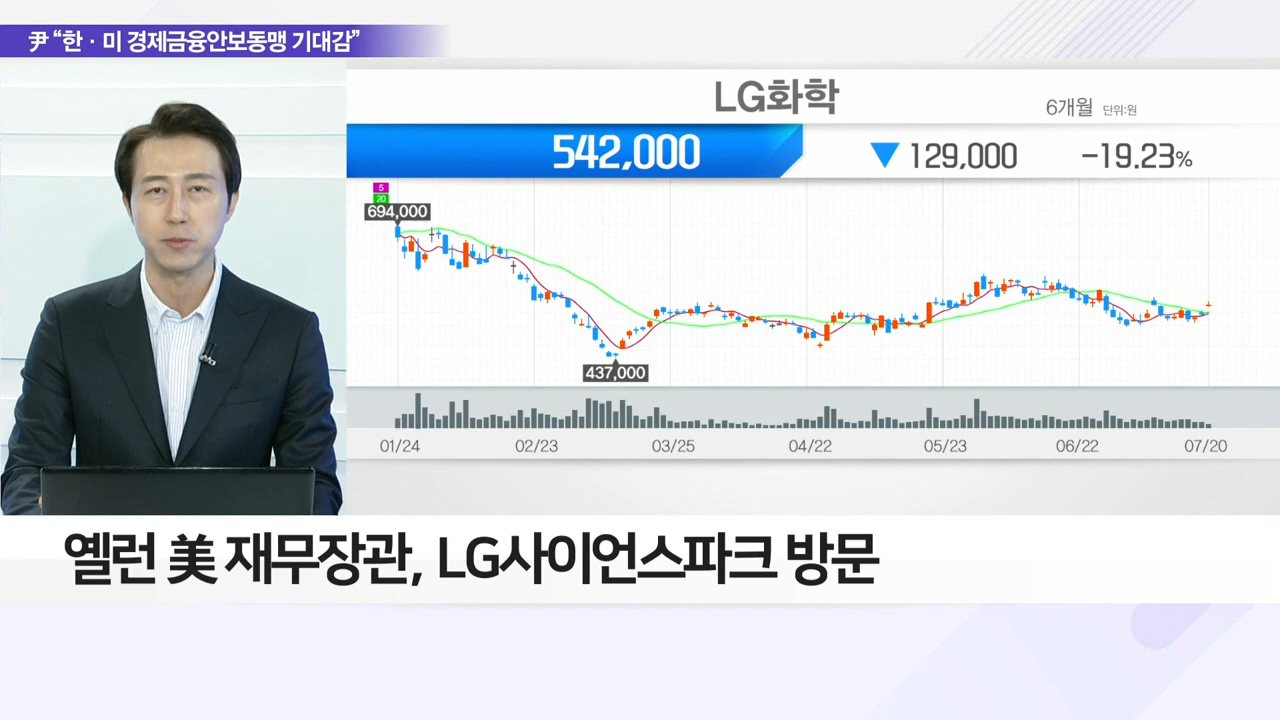 尹 “한 · 미 경제금융안보동맹 기대감”
LG화학
6개월 단위:원
542,000 ▼ 129,000 -19.23%
5
20
694,000
437,000
01/24 02/23 03/25 04/22 05/23 06/22 07/20
옐런 美 재무장관, LG사이언스파크 방문